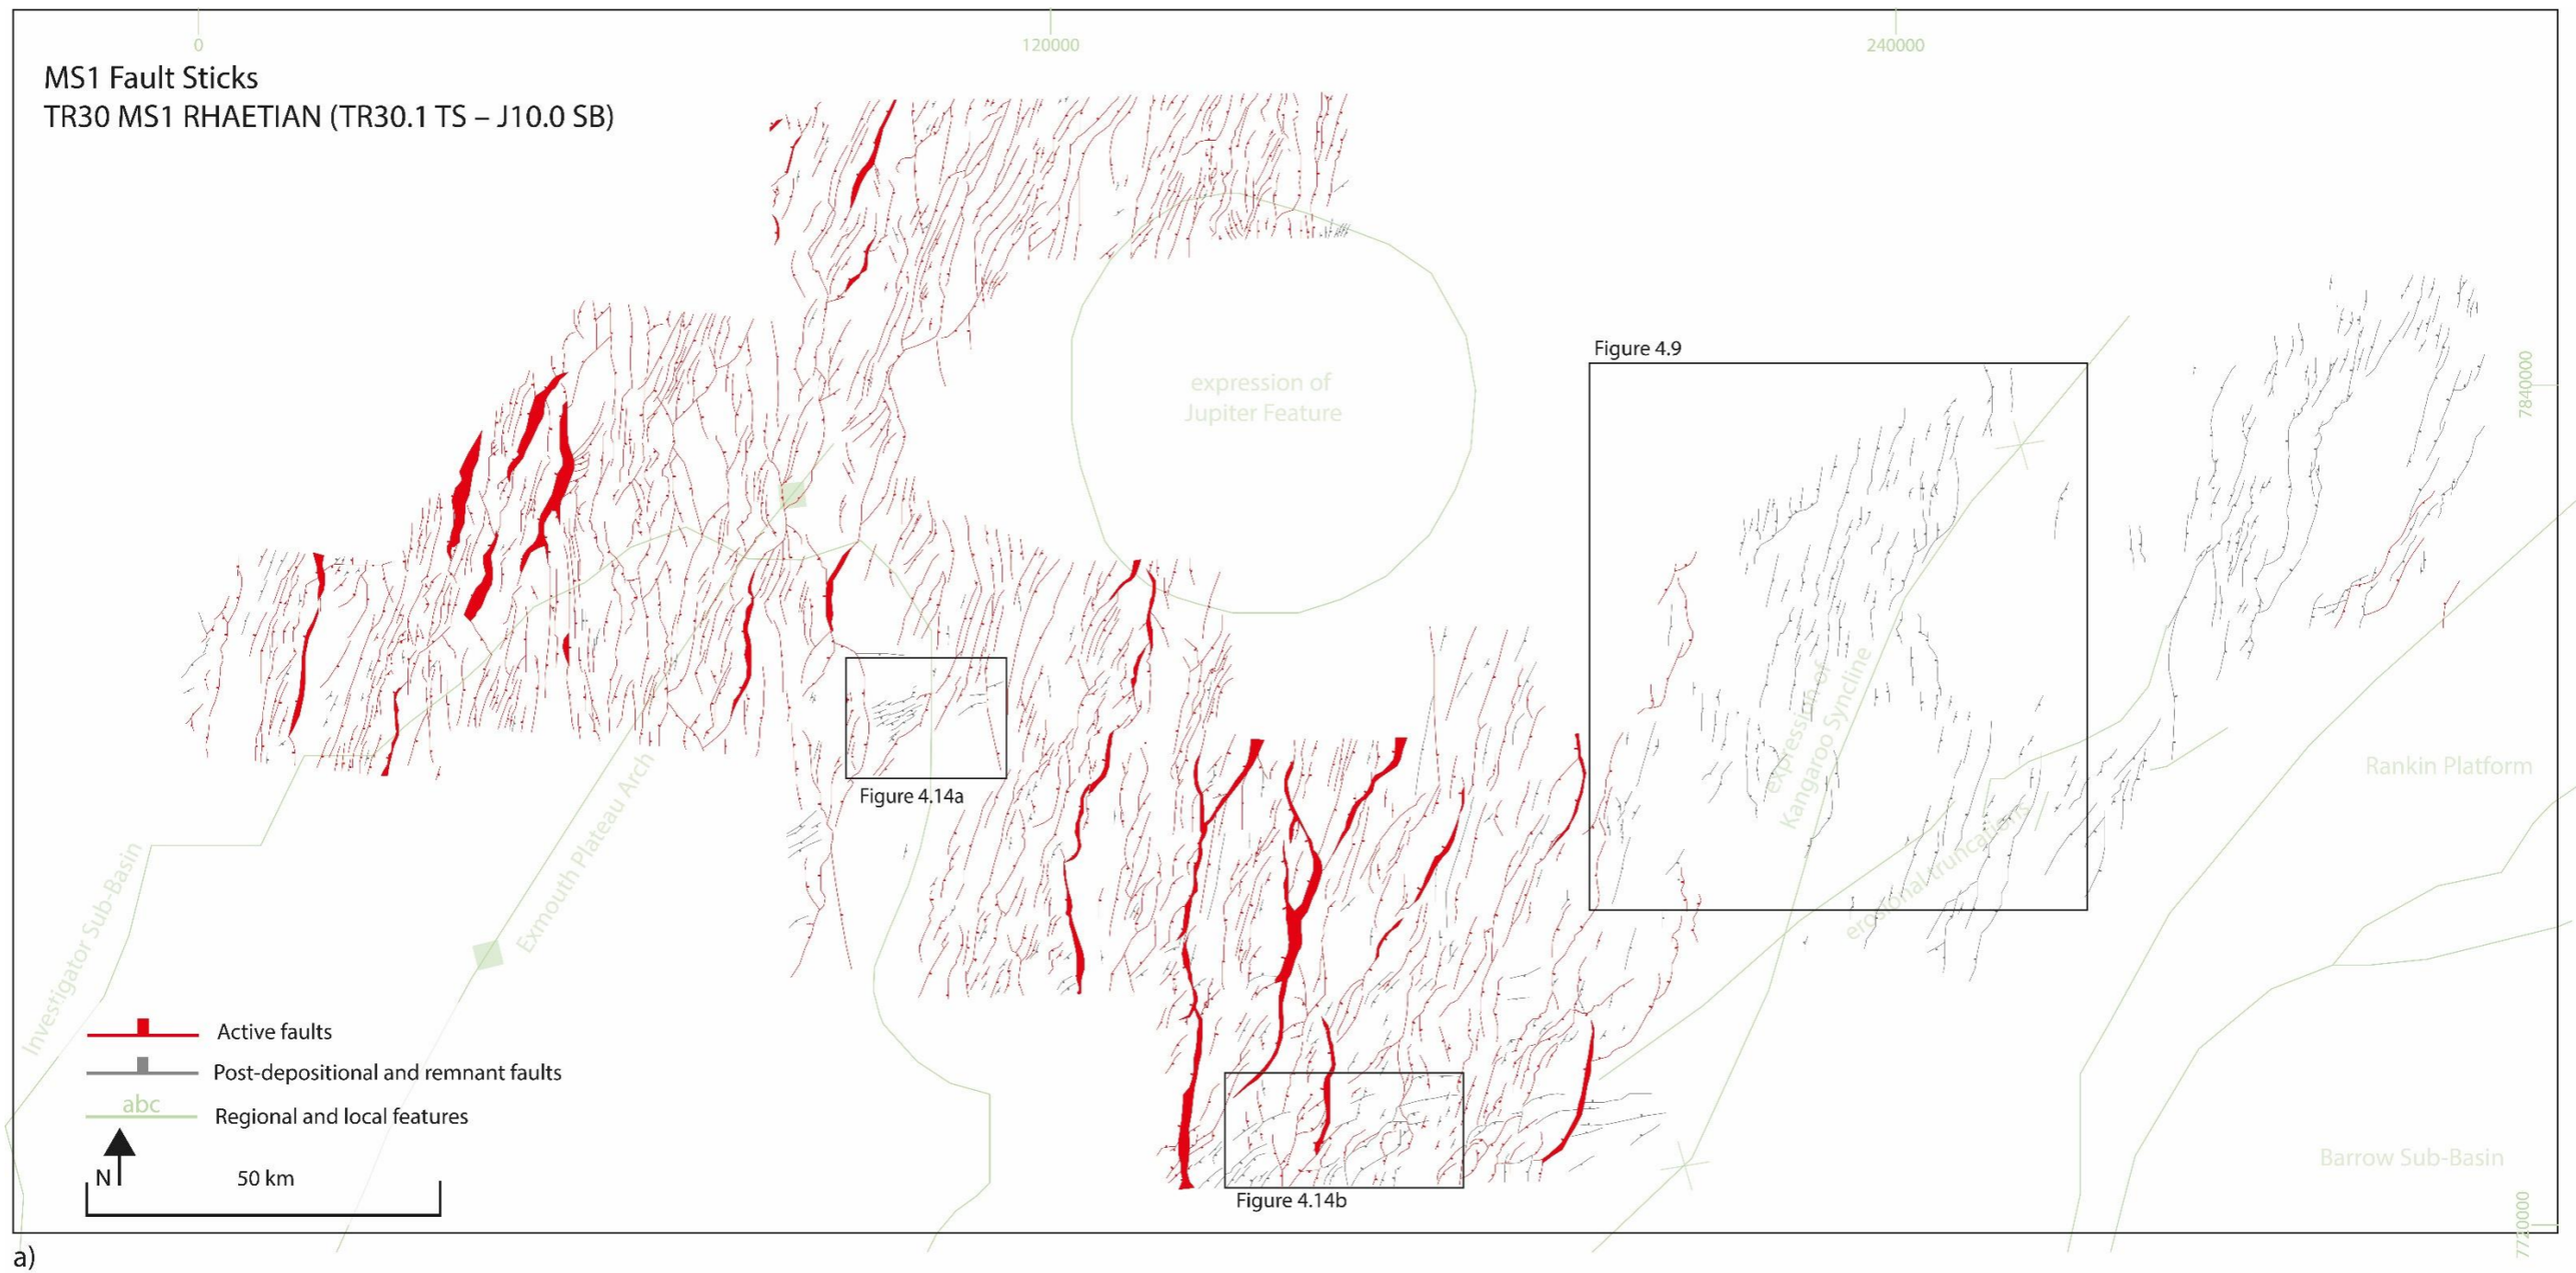 0
120000
240000
MS1 Fault Sticks
TR30 MS1 RHAETIAN (TR30.1 TS – J10.0 SB)
Figure 4.9
7840000
expression of
Jupiter Feature
expression of
Kangaroo Syncline
Figure 4.14a
Exmouth Plateau Arch
Investigator Sub-Basin
erosional truncations
Rankin Platform
Active faults
Post-depositional and remnant faults
abc
Regional and local features
N
50 km
Figure 4.14b
Barrow Sub-Basin
7720000
a)